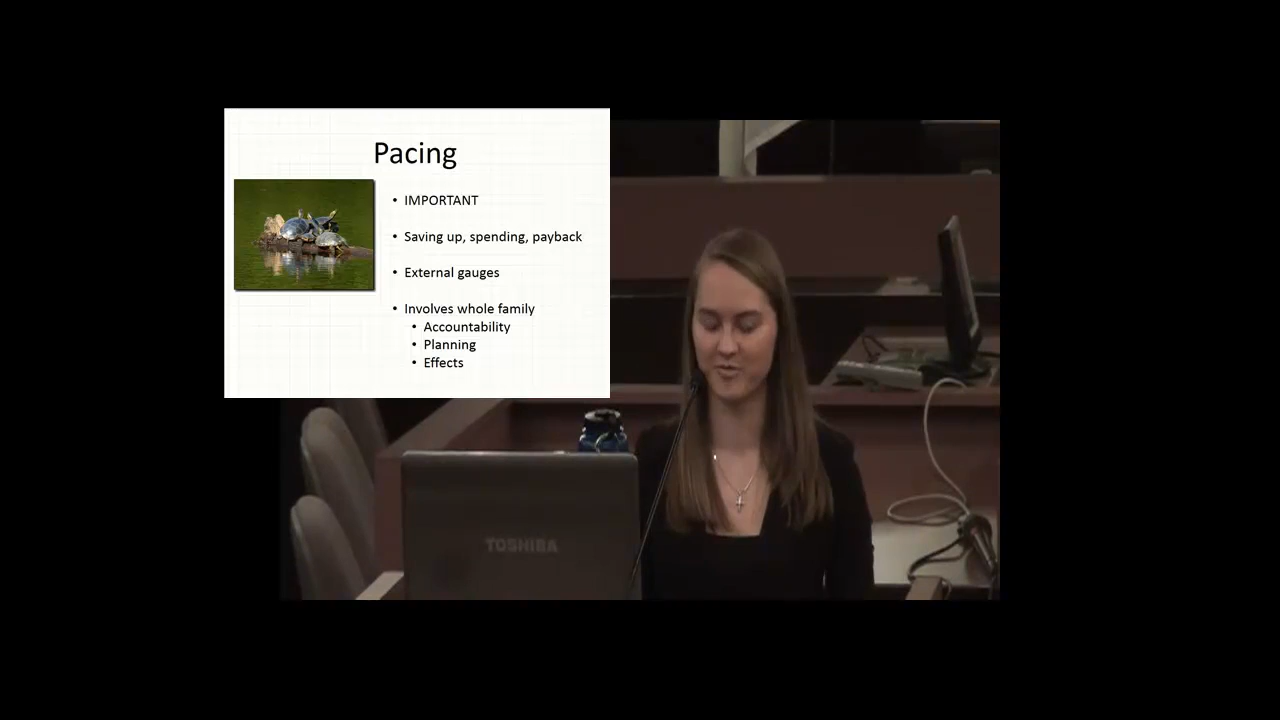 Pacing
• IMPORTANT
• Saving up, spending, payback
• External gauges
• Involves whole family
• Accountability
• Planning
• Effects
TOSHIBA